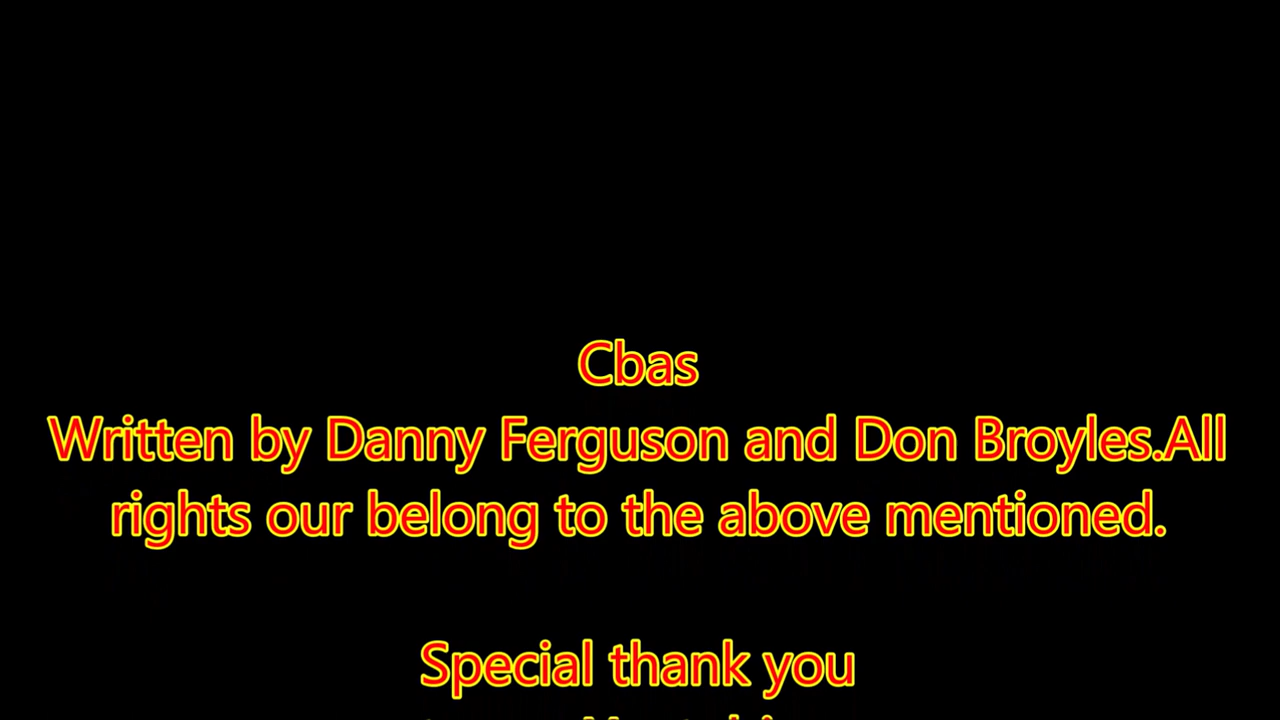 Cbas
Written by Danny Ferguson and Don Broyles.All
rights our belong to the above mentioned.
Special thank you